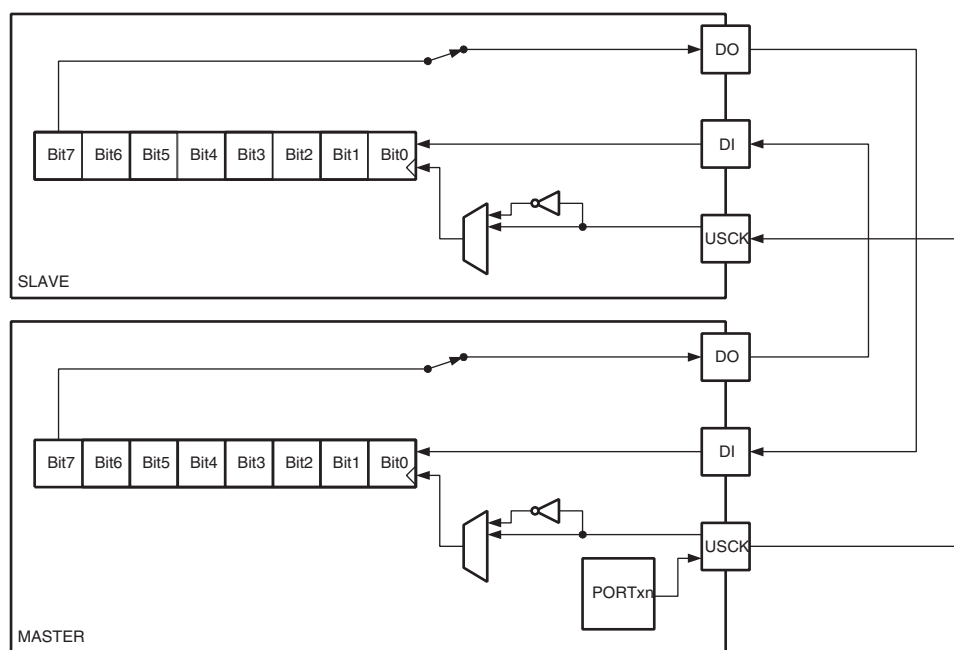 DO
Bit7 Bit6 Bit5 Bit4 Bit3 Bit2 Bit1 Bit0
DI
USCK
SLAVE
DO
Bit7 Bit6 Bit5 Bit4 Bit3 Bit2 Bit1 Bit0
DI
USCK
PORTxn
MASTER